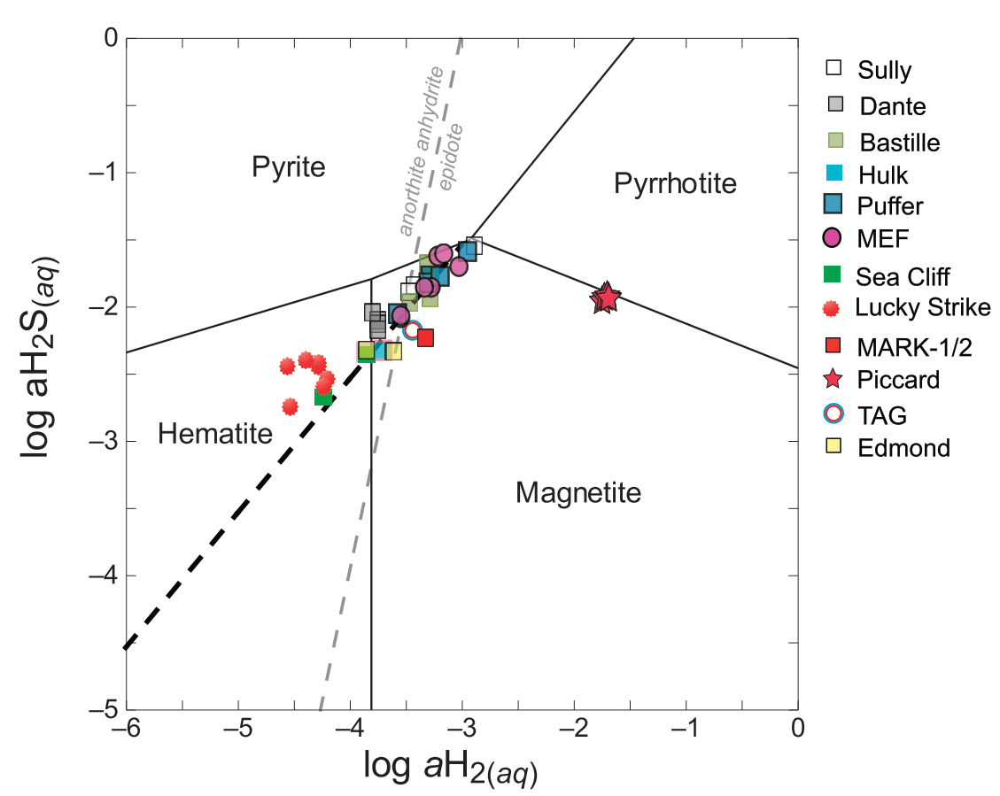 0
–1
–2
–3
–4
–5
–6
–5
–4
–3
–2
–1
0
log aH2S(aq)
log aH2(aq)
Pyrite
anorthite anhydrite
epidote
Pyrrhotite
Hematite
Magnetite
Sully
Dante
Bastille
Hulk
Puffer
MEF
Sea Cliff
Lucky Strike
MARK-1/2
Piccard
TAG
Edmond